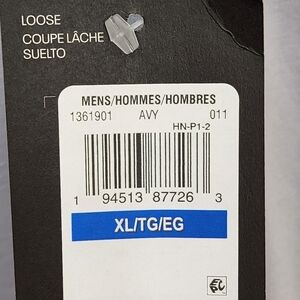 LOOSE
COUPE LÂCHE
SUELTO
MENS/HOMMES/HOMBRES
1361901 AVY 011
HN-P1-2
1 94513 87726 3
XL/TG/EG